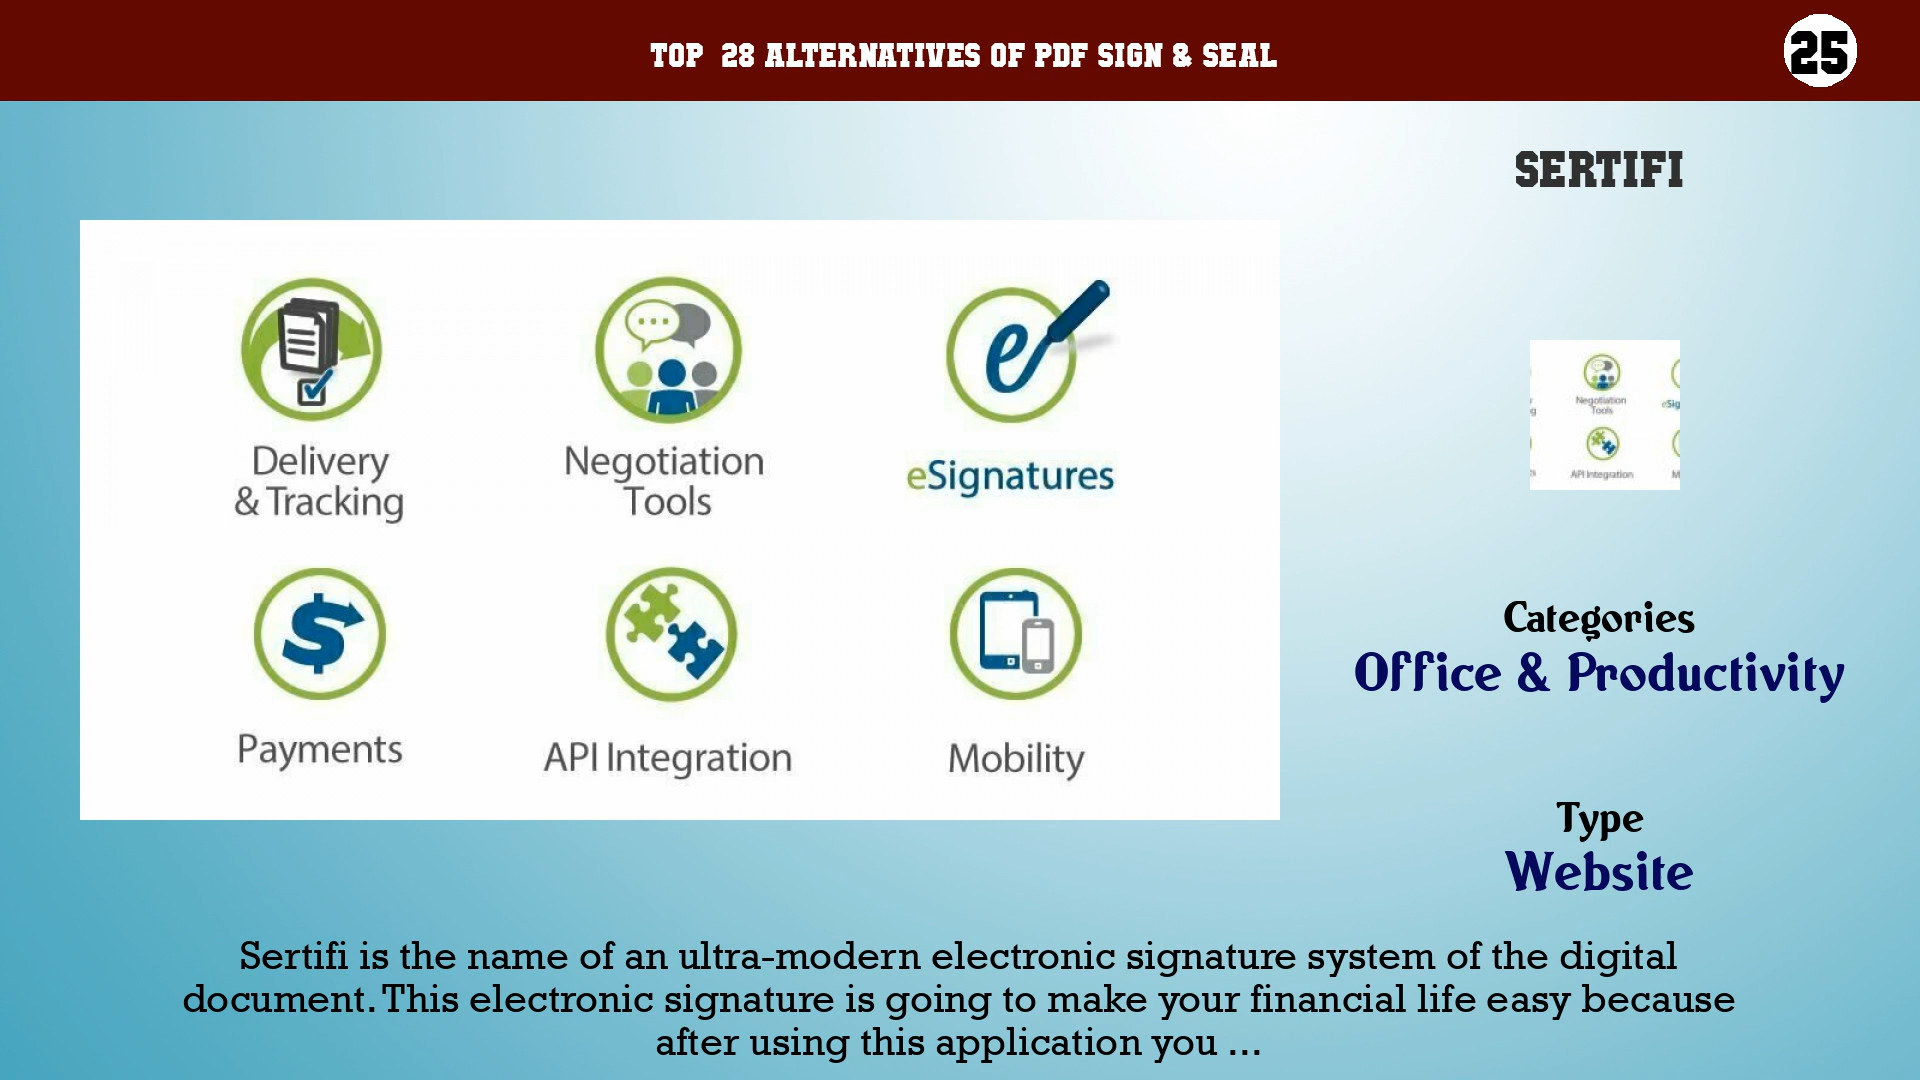 TOP 28 ALTERNATIVES OF PDF SIGN & SEAL
25
SERTIFI
Delivery
& Tracking
Negotiation
Tools
eSignatures
Payments
API Integration
Mobility
Negotiation
Tools
eSig
g
API Integration
s
M
Categories
Office & Productivity
Type
Website
Sertifi is the name of an ultra-modern electronic signature system of the digital
document. This electronic signature is going to make your financial life easy because
after using this application you ...